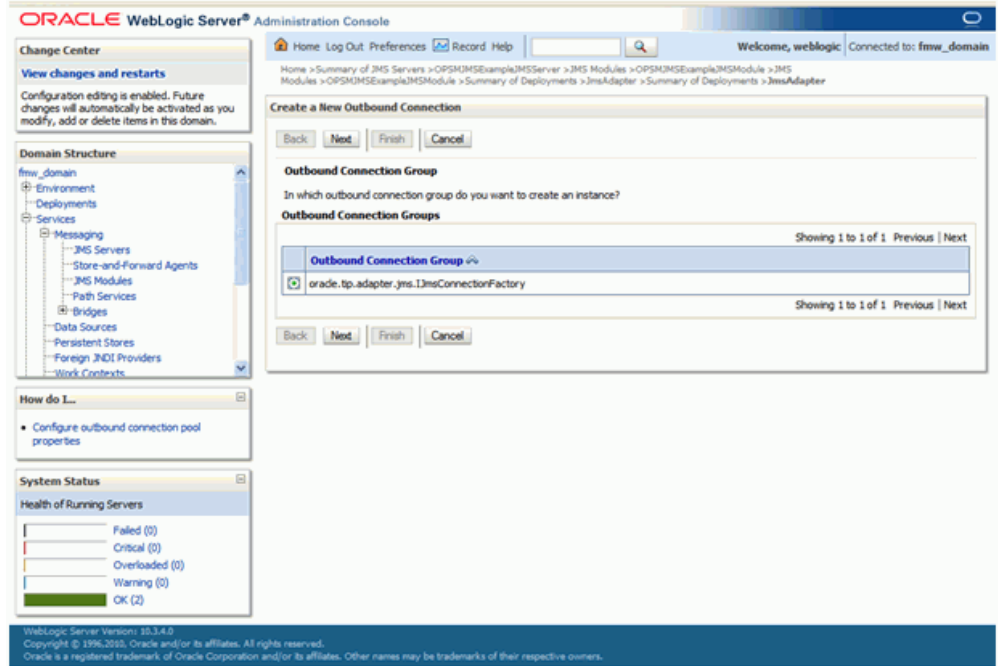 ORACLE WebLogic Server® Administration Console
Change Center
View changes and restarts
Configuration editing is enabled. Future
changes will automatically be activated as you
modify, add or delete items in this domain.
Domain Structure
fmw_domain
Environment
Deployments
Services
Messaging
JMS Servers
Store-and-Forward Agents
JMS Modules
Path Services
Bridges
Data Sources
Persistent Stores
Foreign JNDI Providers
Work Contexts
How do I...
Configure outbound connection pool
properties
System Status
Health of Running Servers
Failed (0)
Critical (0)
Overloaded (0)
Warning (0)
OK (2)
Home Log Out Preferences Record Help
Welcome, weblogic Connected to: fmw_domain
Home >Summary of JMS Servers >OPSMJMSExampleJMSServer >JMS Modules >OPSMJMSExampleJMSModule >JMS
Modules >OPSMJMSExampleJMSModule >Summary of Deployments >JmsAdapter >Summary of Deployments >JmsAdapter
Create a New Outbound Connection
Back Next Finish Cancel
Outbound Connection Group
In which outbound connection group do you want to create an instance?
Outbound Connection Groups
Showing 1 to 1 of 1 Previous | Next
Outbound Connection Group
oracle.tip.adapter.jms.IJmsConnectionFactory
Showing 1 to 1 of 1 Previous | Next
Back Next Finish Cancel
WebLogic Server Version: 10.3.4.0
Copyright © 1996,2010, Oracle and/or its affiliates. All rights reserved.
Oracle is a registered trademark of Oracle Corporation and/or its affiliates. Other names may be trademarks of their respective owners.